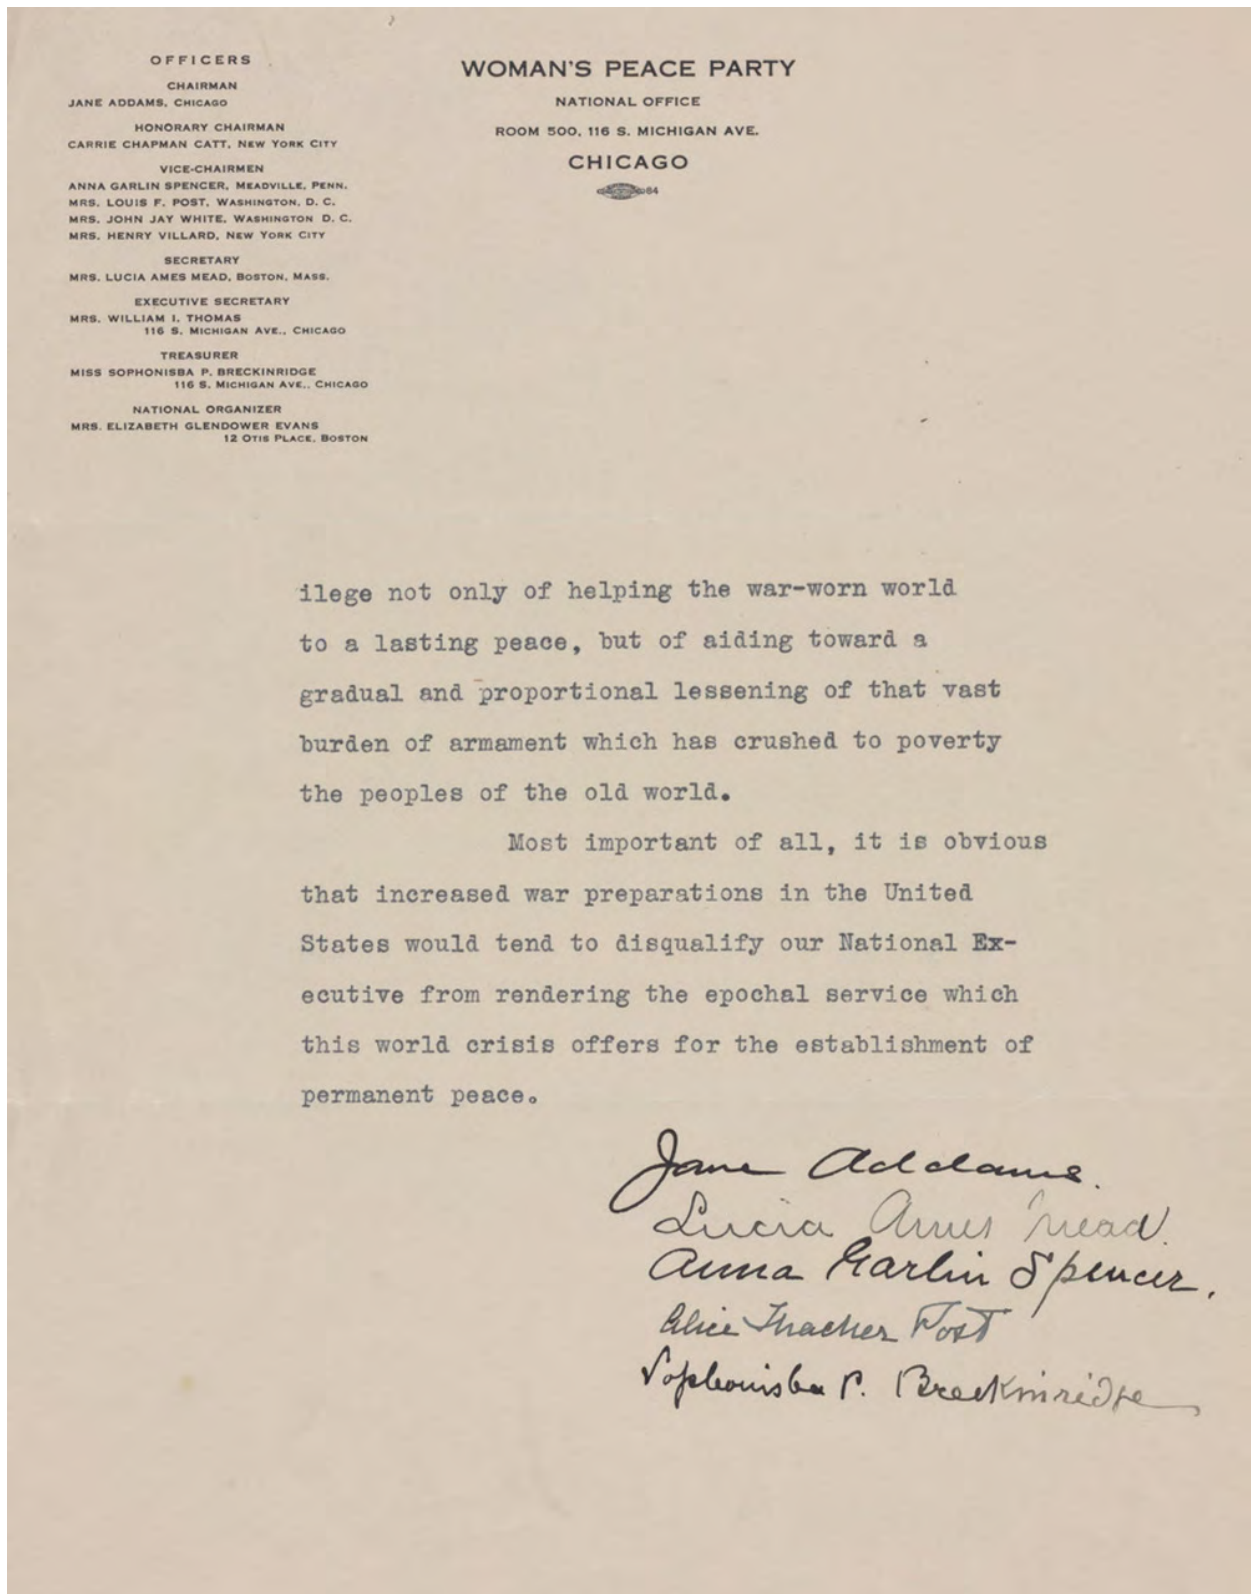 OFFICERS
CHAIRMAN
JANE ADDAMS, CHICAGO
HONORARY CHAIRMAN
CARRIE CHAPMAN CATT, NEW YORK CITY
VICE-CHAIRMEN
ANNA GARLIN SPENCER, MEADVILLE, PENN.
MRS. LOUIS F. POST, WASHINGTON, D. C.
MRS. JOHN JAY WHITE, WASHINGTON D. C.
MRS. HENRY VILLARD, NEW YORK CITY
SECRETARY
MRS. LUCIA AMES MEAD, BOSTON, MASS.
EXECUTIVE SECRETARY
MRS. WILLIAM I. THOMAS
116 S. MICHIGAN AVE., CHICAGO
TREASURER
MISS SOPHONISBA P. BRECKINRIDGE
116 S. MICHIGAN AVE., CHICAGO
NATIONAL ORGANIZER
MRS. ELIZABETH GLENDOWER EVANS
12 OTIS PLACE, BOSTON
WOMAN'S PEACE PARTY
NATIONAL OFFICE
ROOM 500, 116 S. MICHIGAN AVE.
CHICAGO
64
ilege not only of helping the war-worn world
to a lasting peace, but of aiding toward a
gradual and proportional lessening of that vast
burden of armament which has crushed to poverty
the peoples of the old world.
Most important of all, it is obvious
that increased war preparations in the United
States would tend to disqualify our National Ex-
ecutive from rendering the epochal service which
this world crisis offers for the establishment of
permanent peace.
Jane Addams.
Lucia Ames Mead.
Anna Garlin Spencer.
Alice Thacher Post
Sophonisba P. Breckinridge